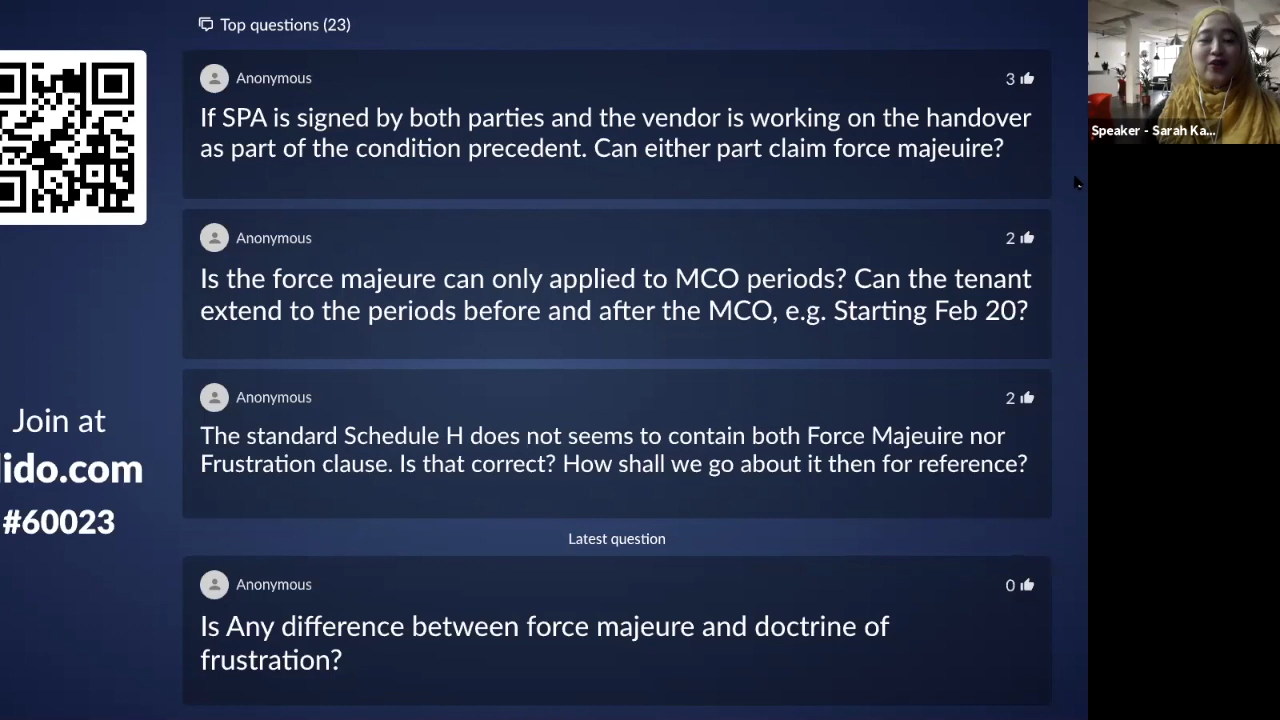 Top questions (23)
Anonymous
3
If SPA is signed by both parties and the vendor is working on the handover
as part of the condition precedent. Can either part claim force majeuire?
Anonymous
2
Is the force majeure can only applied to MCO periods? Can the tenant
extend to the periods before and after the MCO, e.g. Starting Feb 20?
Anonymous
2
The standard Schedule H does not seems to contain both Force Majeuire nor
Frustration clause. Is that correct? How shall we go about it then for reference?
Latest question
Anonymous
0
Is Any difference between force majeure and doctrine of
frustration?
Join at
lido.com
#60023
Speaker - Sarah Ka...